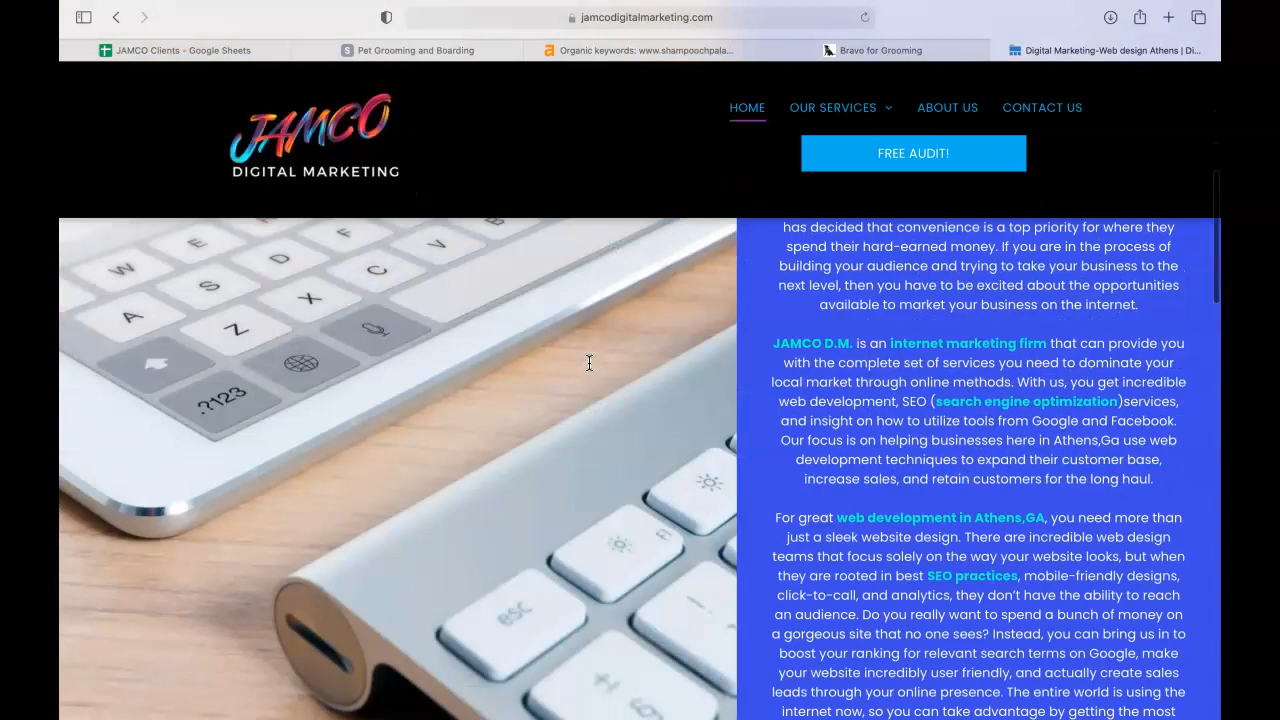 jamcodigitalmarketing.com
JAMCO Clients - Google Sheets
S
Pet Grooming and Boarding
a
Organic keywords: www.shampoochpala...
Bravo for Grooming
Digital Marketing-Web design Athens | Di...
JAMCO
DIGITAL MARKETING
HOME
OUR SERVICES
ABOUT US
CONTACT US
FREE AUDIT!
has decided that convenience is a top priority for where they
spend their hard-earned money. If you are in the process of
building your audience and trying to take your business to the
next level, then you have to be excited about the opportunities
available to market your business on the internet.
JAMCO D.M. is an internet marketing firm that can provide you
with the complete set of services you need to dominate your
local market through online methods. With us, you get incredible
web development, SEO (search engine optimization)services,
and insight on how to utilize tools from Google and Facebook.
Our focus is on helping businesses here in Athens,Ga use web
development techniques to expand their customer base,
increase sales, and retain customers for the long haul.
For great web development in Athens,GA, you need more than
just a sleek website design. There are incredible web design
teams that focus solely on the way your website looks, but when
they are rooted in best SEO practices, mobile-friendly designs,
click-to-call, and analytics, they don't have the ability to reach
an audience. Do you really want to spend a bunch of money on
a gorgeous site that no one sees? Instead, you can bring us in to
boost your ranking for relevant search terms on Google, make
your website incredibly user friendly, and actually create sales
leads through your online presence. The entire world is using the
internet now, so you can take advantage by getting the most
W
E
R
A
S
D
F
Z
X
C
V
B
.?123
esc